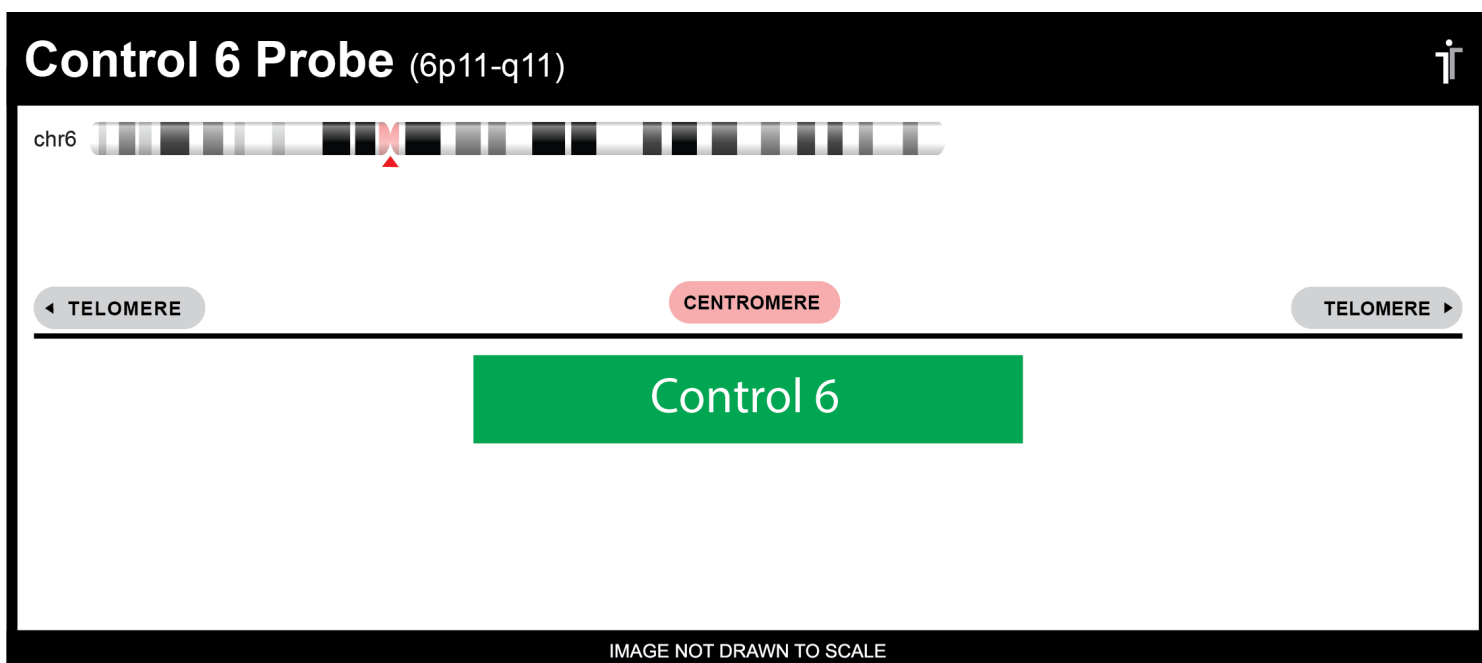 Control 6 Probe (6p11-q11)
chr6
TELOMERE
CENTROMERE
TELOMERE
Control 6
IMAGE NOT DRAWN TO SCALE